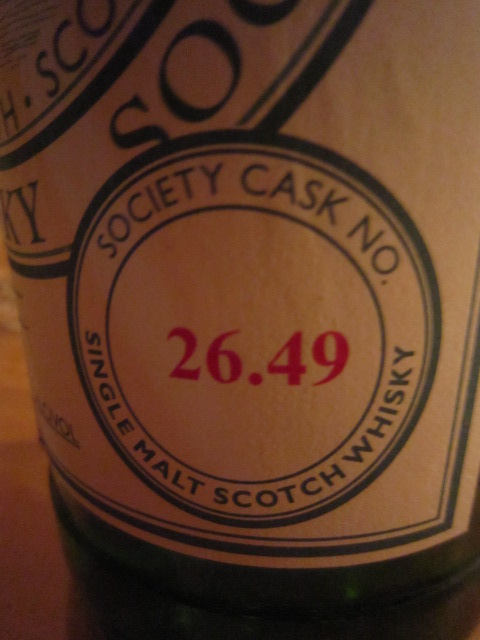 SOCIETY CASK NO.
26.49
SINGLE MALT SCOTCH WHISKY